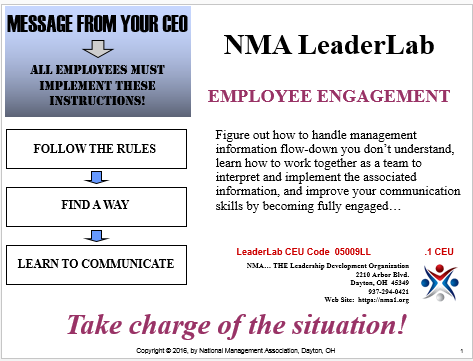 MESSAGE FROM YOUR CEO
ALL EMPLOYEES MUST
IMPLEMENT THESE
INSTRUCTIONS!
FOLLOW THE RULES
FIND A WAY
LEARN TO COMMUNICATE
NMA LeaderLab
EMPLOYEE ENGAGEMENT
Figure out how to handle management
information flow-down you don’t understand,
learn how to work together as a team to
interpret and implement the associated
information, and improve your communication
skills by becoming fully engaged…
LeaderLab CEU Code 05009LL .1 CEU
NMA… THE Leadership Development Organization
2210 Arbor Blvd.
Dayton, OH 45349
937-294-0421
Web Site: https://nma1.org
Take charge of the situation!
Copyright © 2016, by National Management Association, Dayton, OH
1